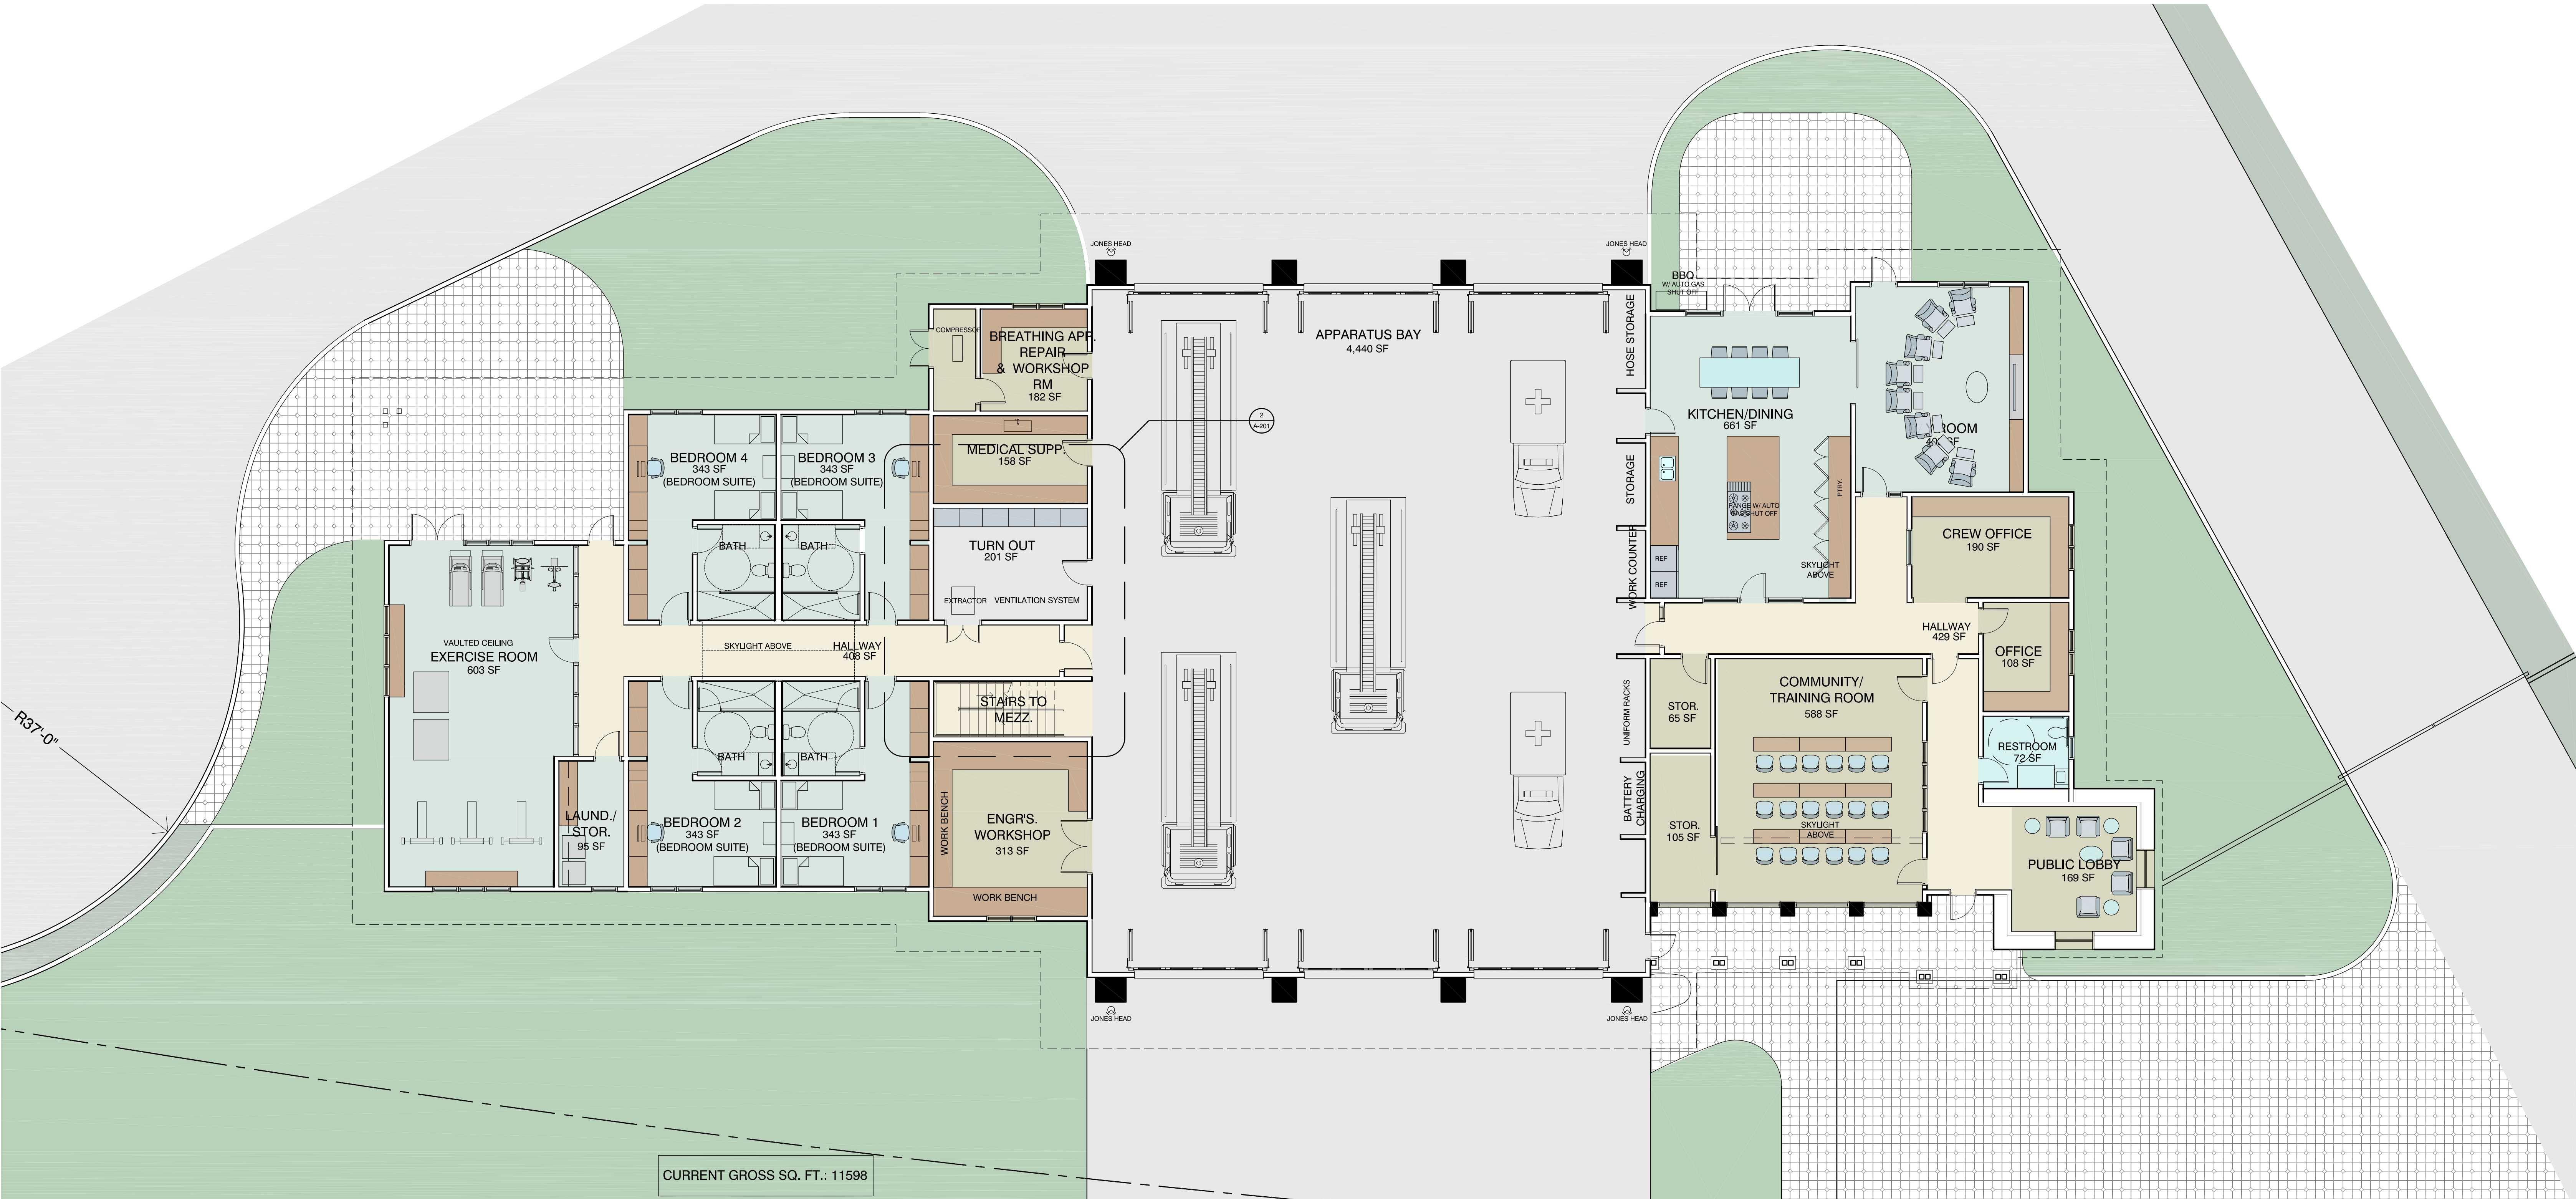 JONES HEAD
JONES HEAD
BBQ
W/ AUTO GAS
SHUT OFF
COMPRESSOR
BREATHING APP.
REPAIR
& WORKSHOP
RM
182 SF
APPARATUS BAY
4,440 SF
HOSE STORAGE
2
A-201
KITCHEN/DINING
661 SF
ROOM
BEDROOM 4
343 SF
(BEDROOM SUITE)
BEDROOM 3
343 SF
(BEDROOM SUITE)
MEDICAL SUPP.
158 SF
STORAGE
PTRY.
RANGE W/ AUTO
GAS SHUT OFF
BATH
BATH
TURN OUT
201 SF
WORK COUNTER
REF
REF
SKYLIGHT
ABOVE
CREW OFFICE
190 SF
EXTRACTOR
VENTILATION SYSTEM
VAULTED CEILING
EXERCISE ROOM
603 SF
SKYLIGHT ABOVE
HALLWAY
408 SF
HALLWAY
429 SF
OFFICE
108 SF
STAIRS TO
MEZZ.
UNIFORM RACKS
STOR.
65 SF
COMMUNITY/
TRAINING ROOM
588 SF
R37'-0"
BATH
BATH
RESTROOM
72 SF
LAUND./
STOR.
95 SF
BEDROOM 2
343 SF
(BEDROOM SUITE)
BEDROOM 1
343 SF
(BEDROOM SUITE)
WORK BENCH
ENGR'S.
WORKSHOP
313 SF
WORK BENCH
BATTERY
CHARGING
STOR.
105 SF
SKYLIGHT
ABOVE
PUBLIC LOBBY
169 SF
JONES HEAD
JONES HEAD
CURRENT GROSS SQ. FT.: 11598